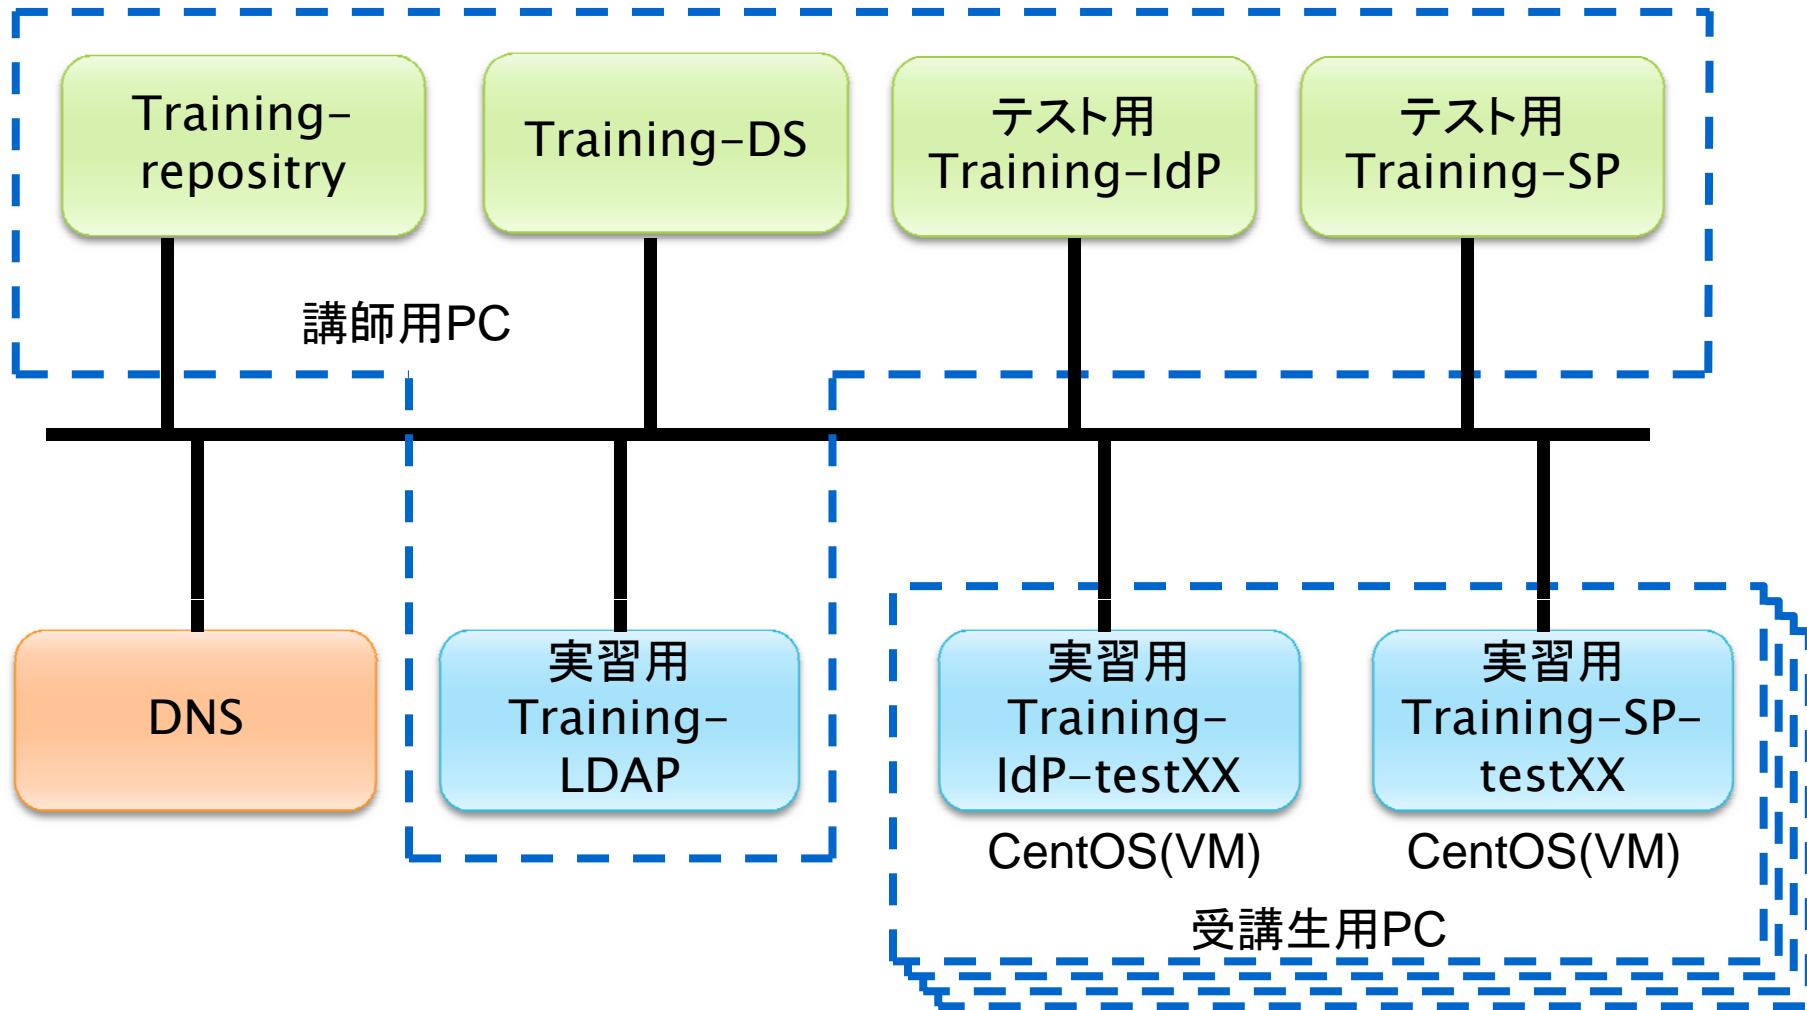 Training-
repositry
Training-DS
テスト用
Training-IdP
テスト用
Training-SP
講師用PC
DNS
実習用
Training-
LDAP
実習用
Training-
IdP-testXX
実習用
Training-SP-
testXX
CentOS(VM)
CentOS(VM)
受講生用PC